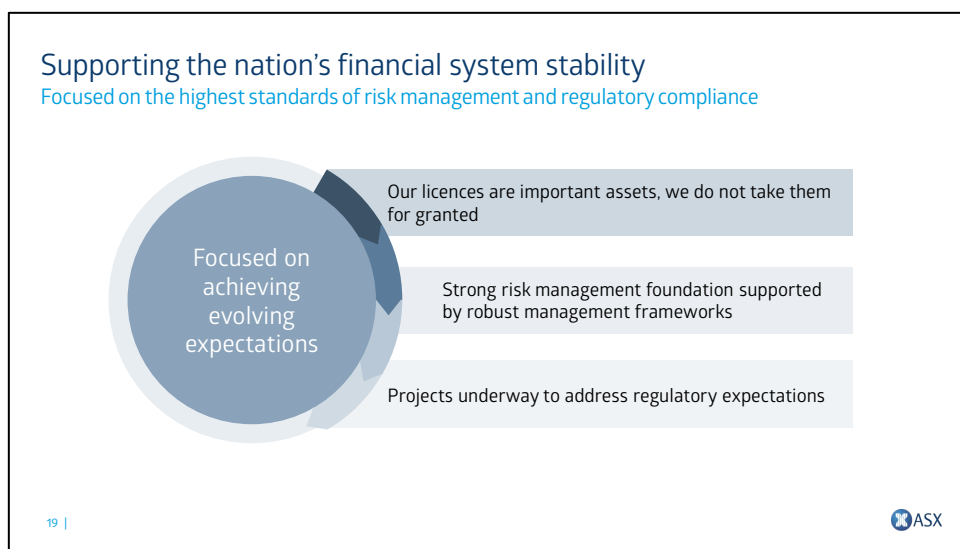 Supporting the nation’s financial system stability
Focused on the highest standards of risk management and regulatory compliance
Focused on
achieving
evolving
expectations
Our licences are important assets, we do not take them
for granted
Strong risk management foundation supported
by robust management frameworks
Projects underway to address regulatory expectations
19 |
ASX